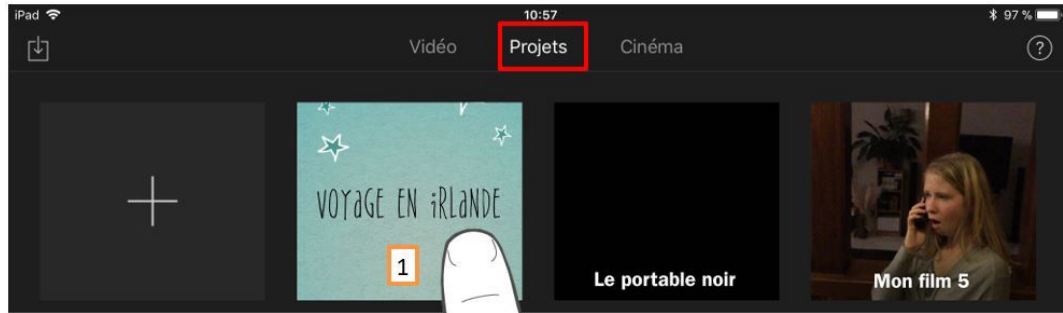 iPad 10:57 97 %
Vidéo Projets Cinéma ?
VOYAGE EN IRLANDE
1
Le portable noir
Mon film 5